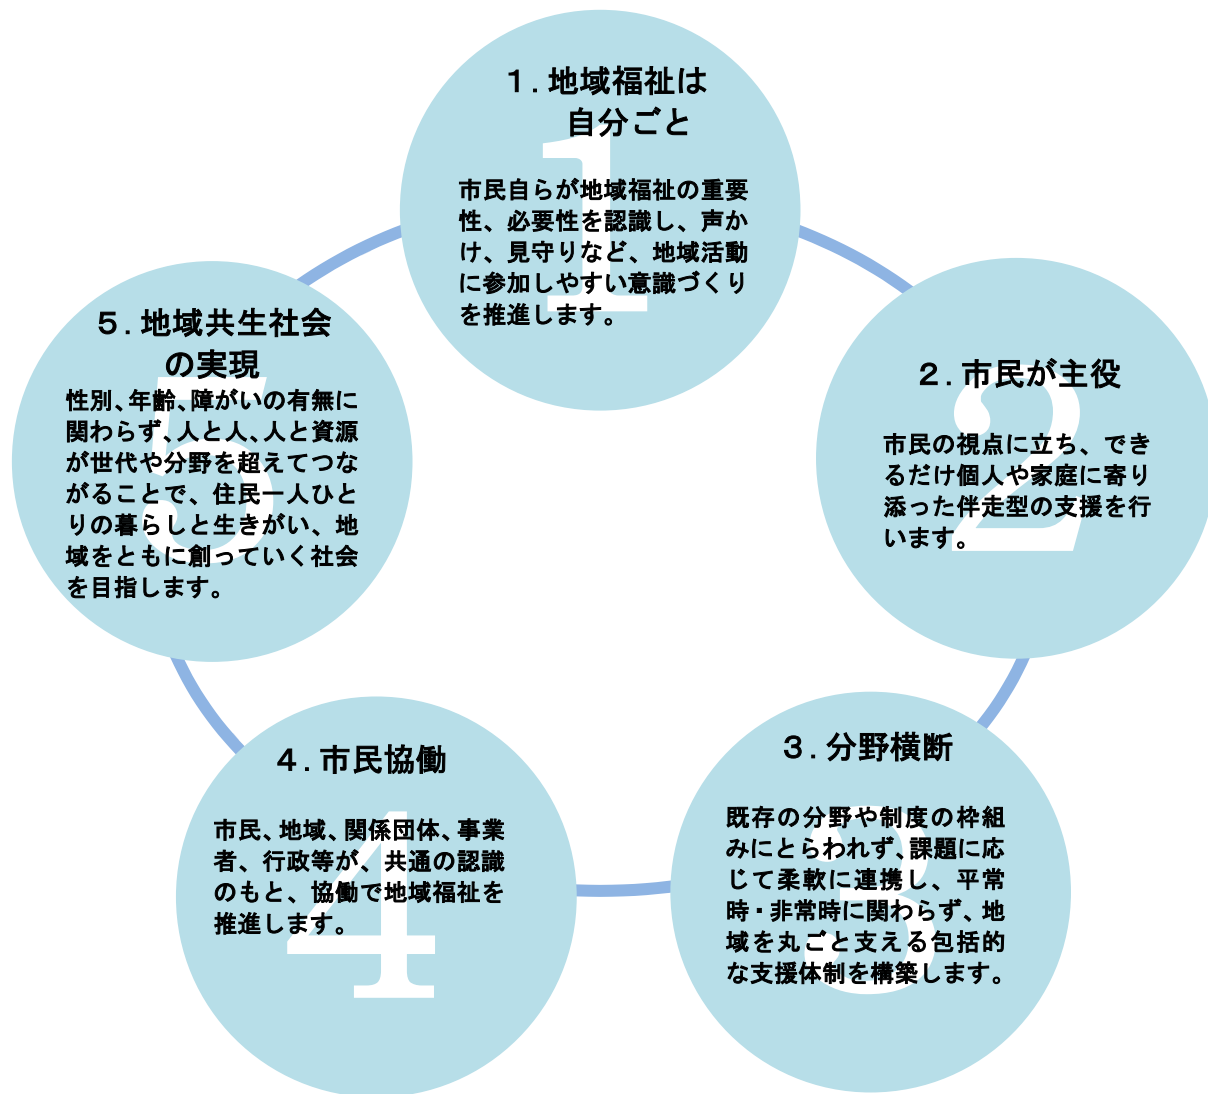 １.地域福祉は
自分ごと
市民自らが地域福祉の重要
性、必要性を認識し、声か
け、見守りなど、地域活動
に参加しやすい意識づくり
を推進します。
1
２.市民が主役
市民の視点に立ち、でき
るだけ個人や家庭に寄り
添った伴走型の支援を行
います。
2
３.分野横断
既存の分野や制度の枠組
みにとらわれず、課題に応
じて柔軟に連携し、平常
時・非常時に関わらず、地
域を丸ごと支える包括的
な支援体制を構築します。
3
４.市民協働
市民、地域、関係団体、事業
者、行政等が、共通の認識
のもと、協働で地域福祉を
推進します。
4
５.地域共生社会
の実現
性別、年齢、障がいの有無に
関わらず、人と人、人と資源
が世代や分野を超えてつな
がることで、住民一人ひと
りの暮らしと生きがい、地
域をともに創っていく社会
を目指します。
5